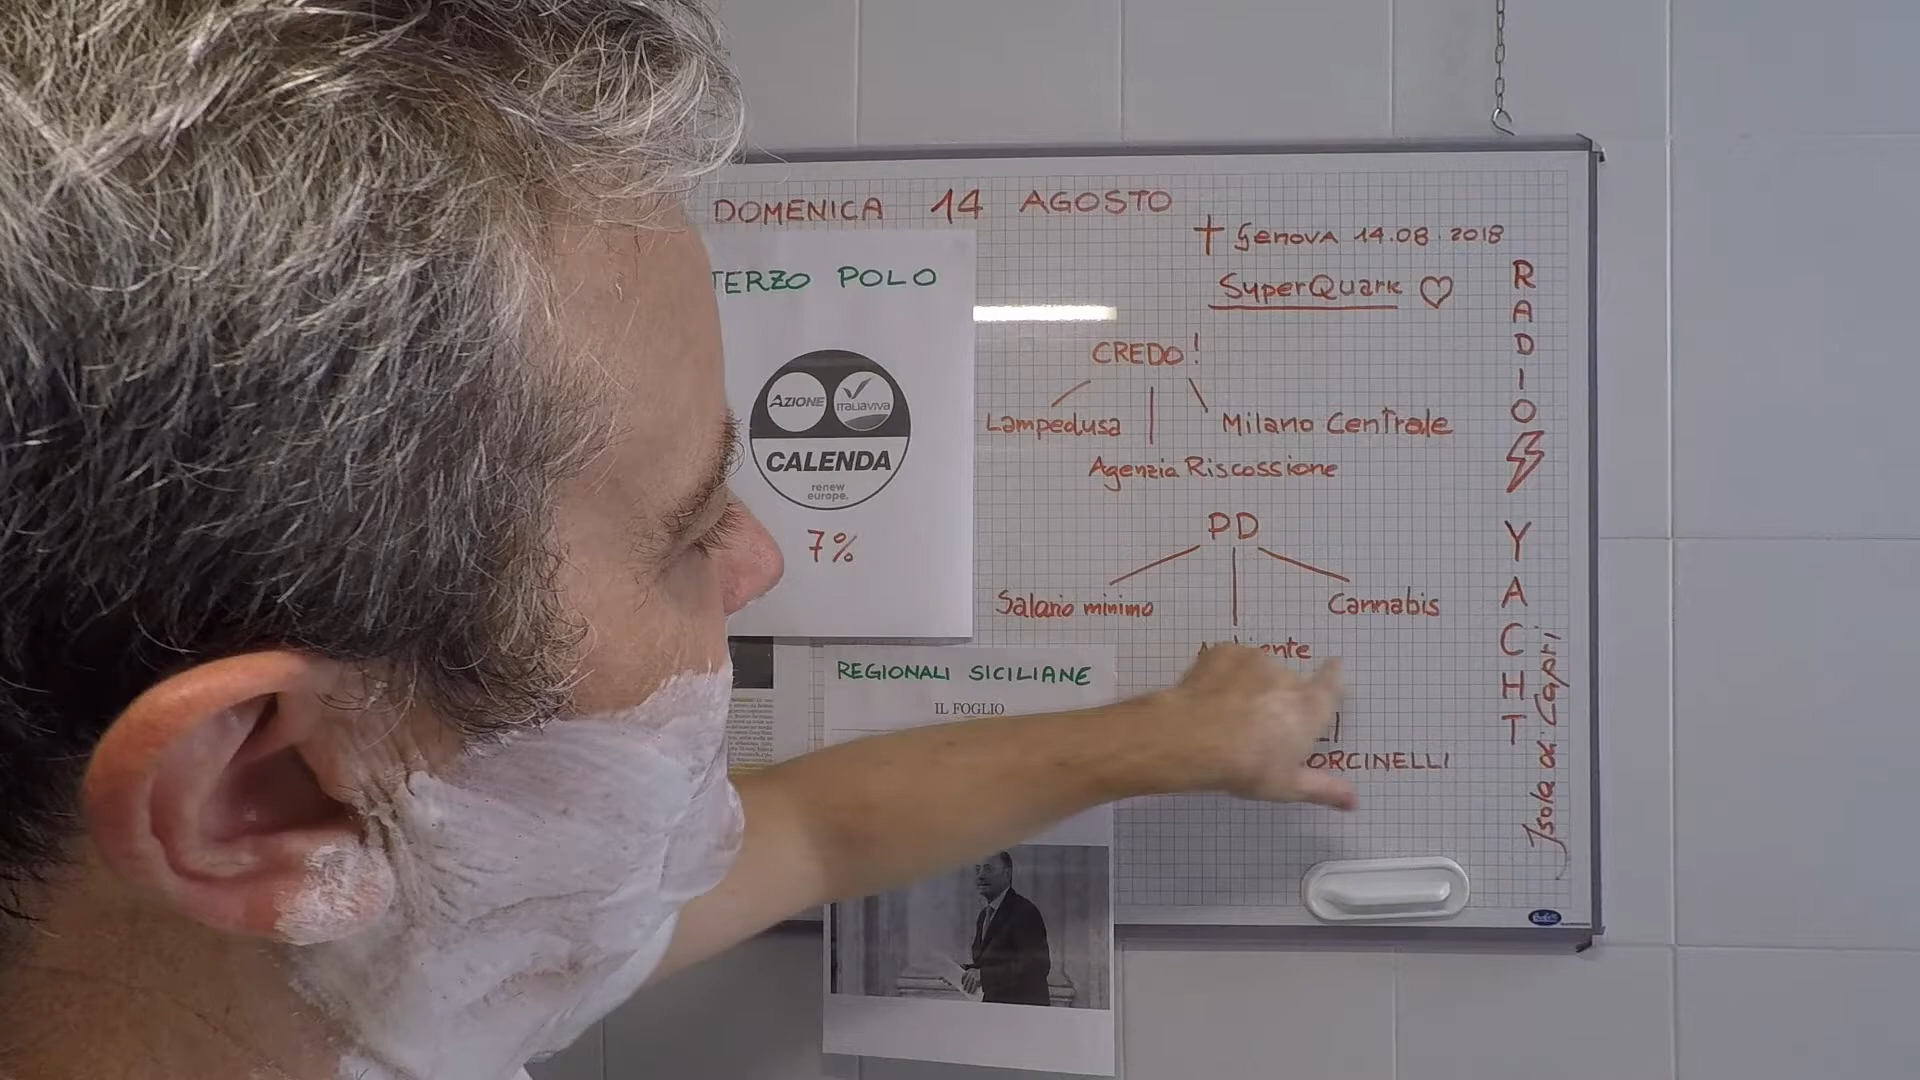 DOMENICA 14 AGOSTO
† Genova 14.08.2018
SuperQuark ♡
TERZO POLO
AZIONE
ITALIAVIVA
CALENDA
renew
europe.
7%
CREDO!
Lampedusa
Milano Centrale
Agenzia Riscossione
PD
Salario minimo
Cannabis
REGIONALI SICILIANE
IL FOGLIO
RADIO
YACHT
Isola di Capri